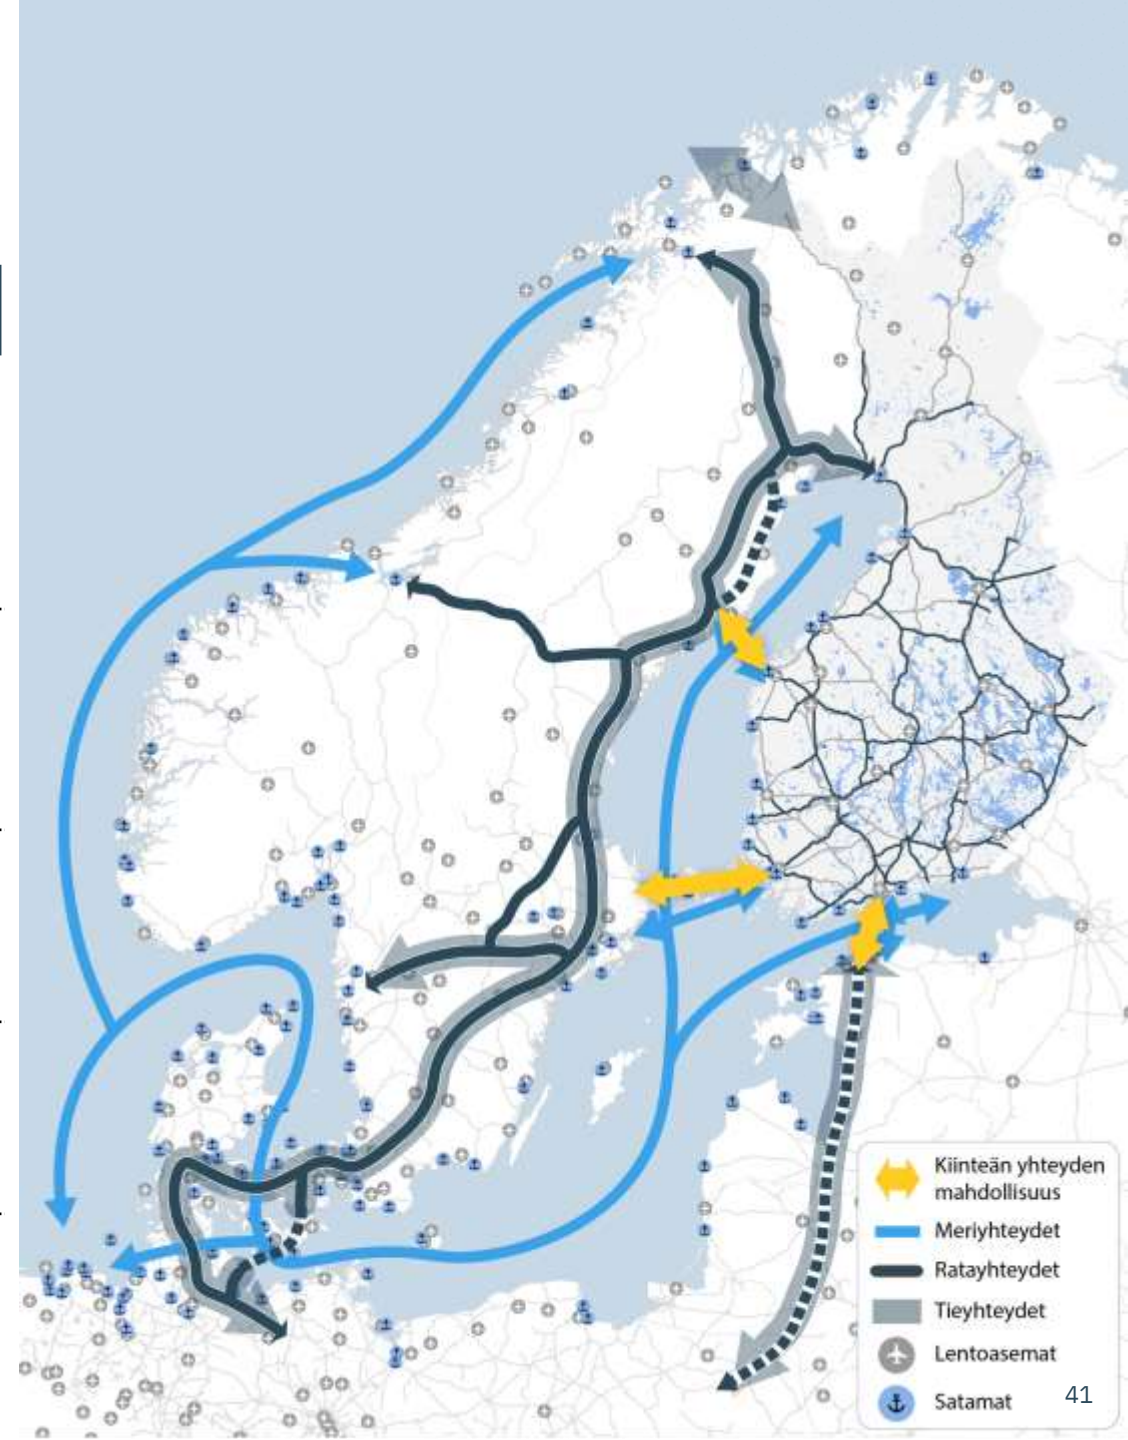 Kiinteän yhteyden
mahdollisuus
Meriyhteydet
Ratayhteydet
Tieyhteydet
Lentoasemat
Satamat
41